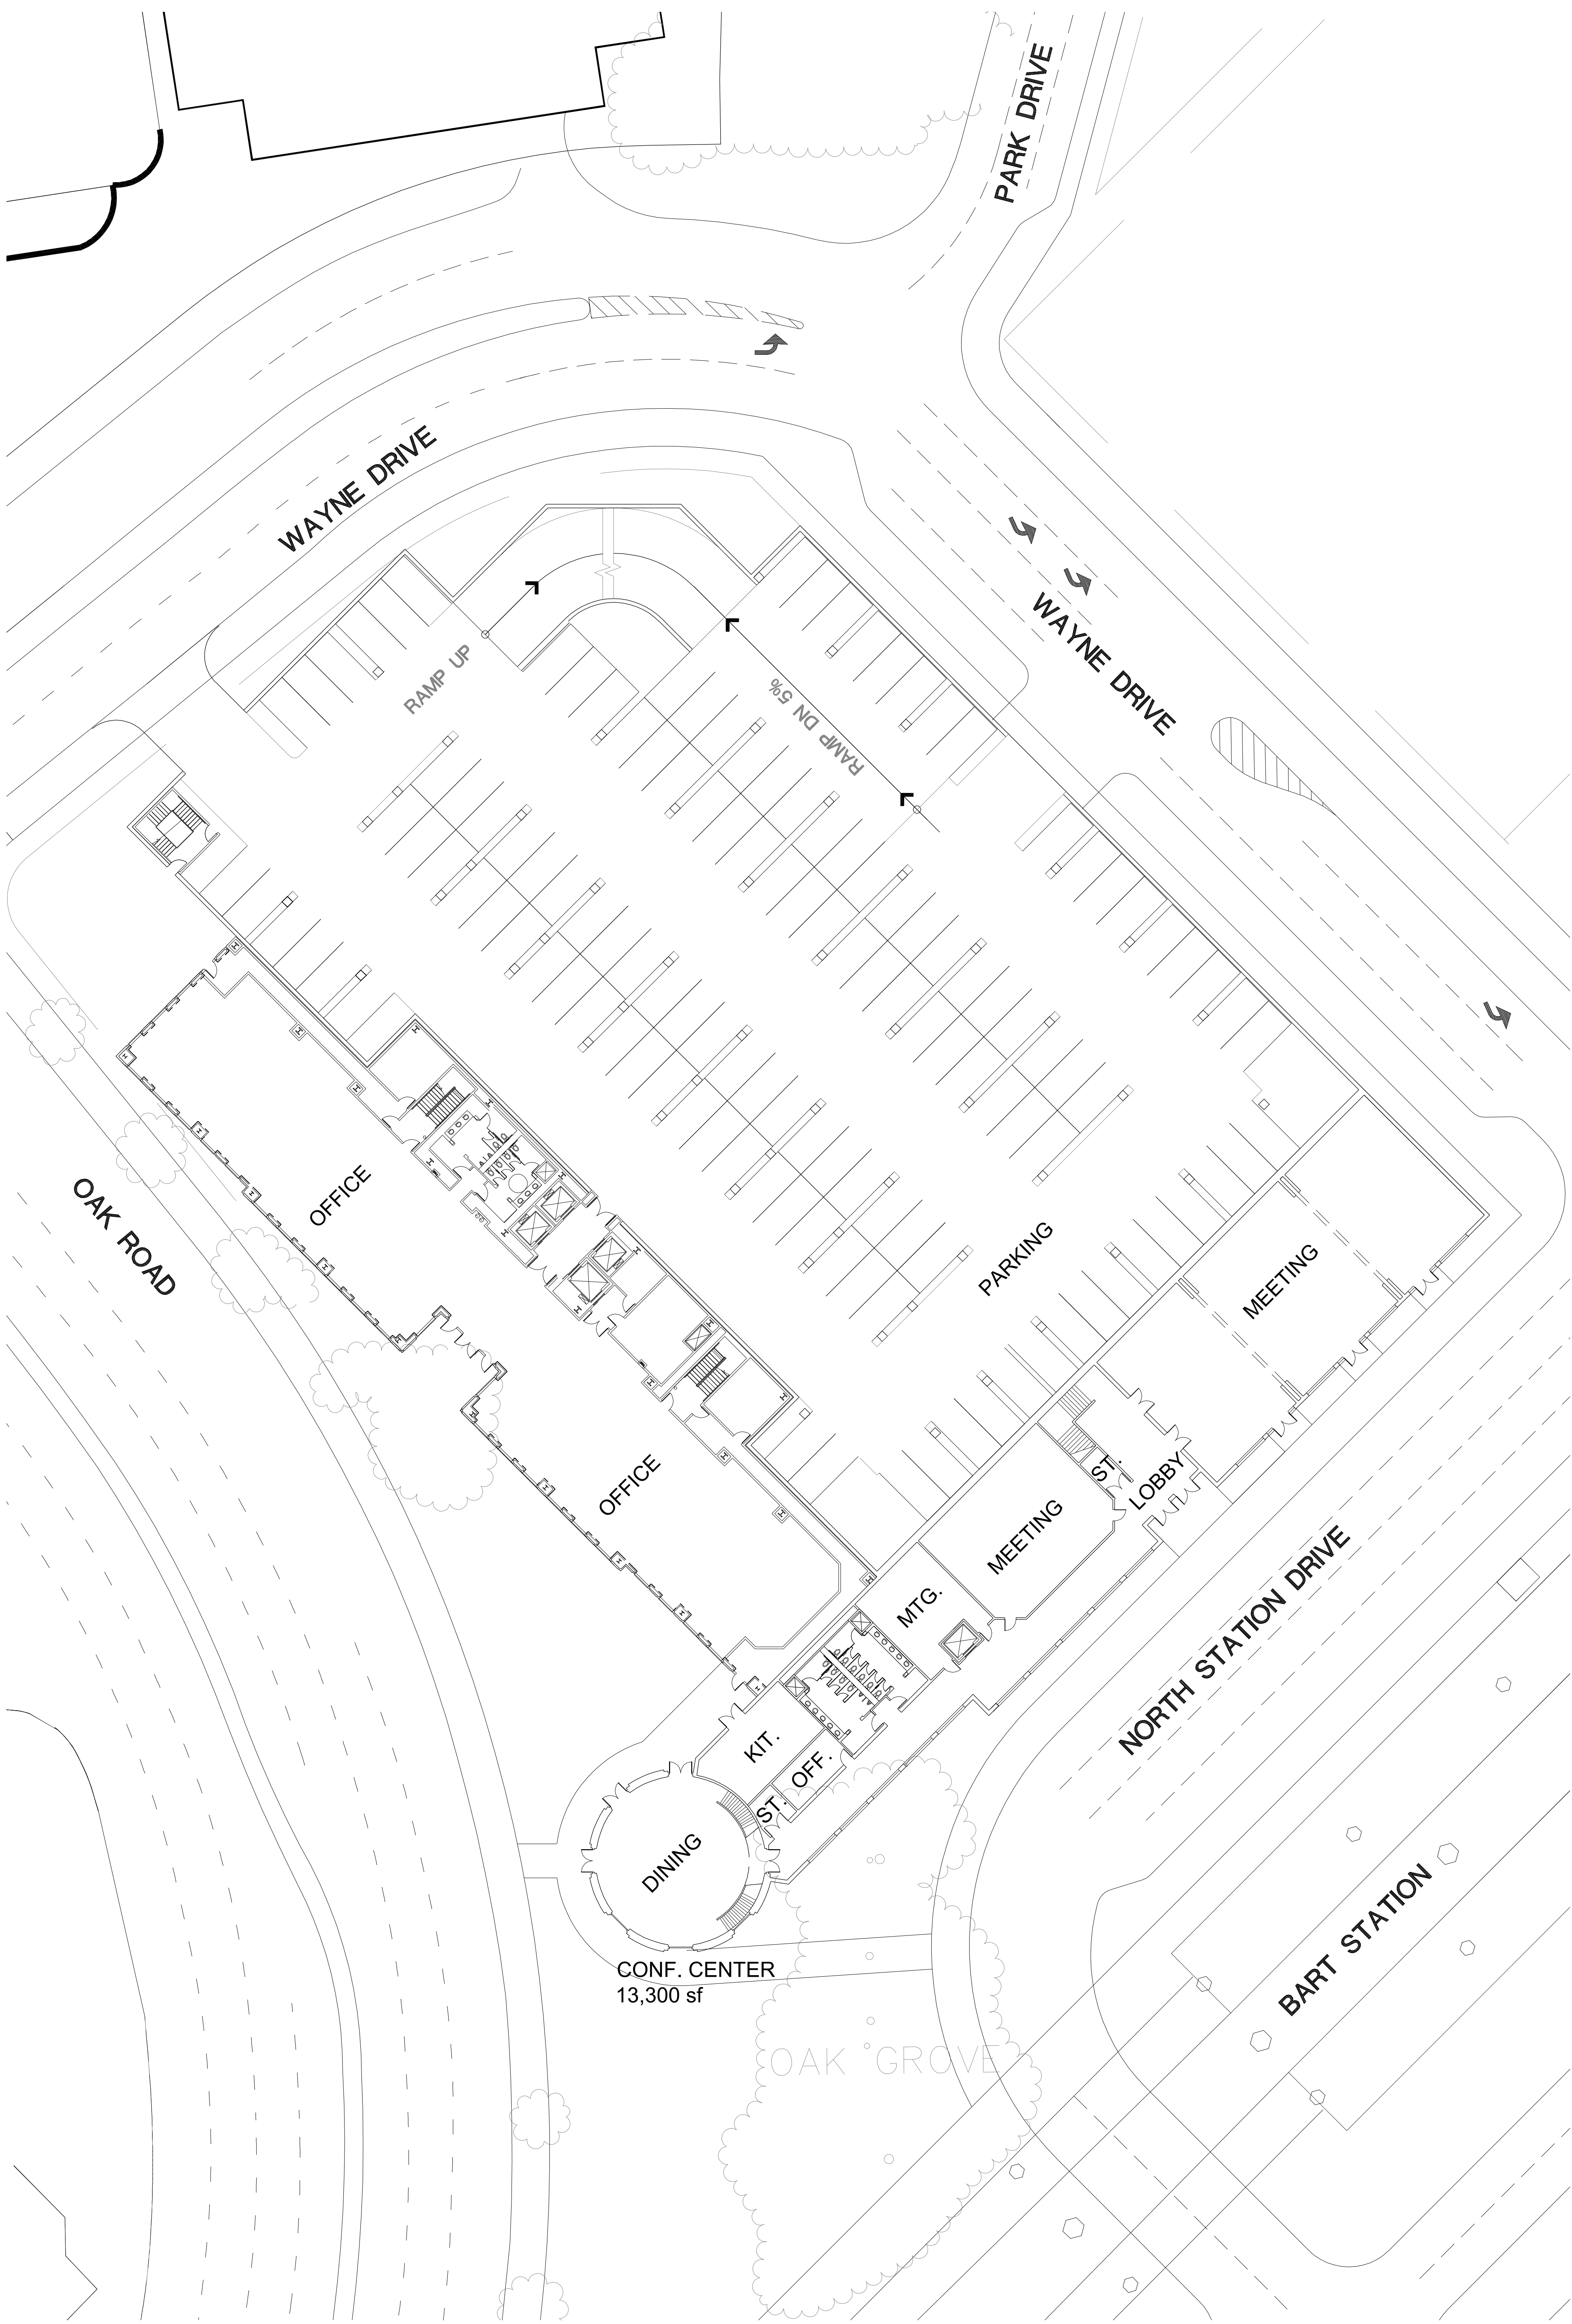 PARK DRIVE
WAYNE DRIVE
WAYNE DRIVE
RAMP UP
RAMP DN 5%
OAK ROAD
OFFICE
PARKING
MEETING
OFFICE
ST.
LOBBY
MEETING
MTG.
NORTH STATION DRIVE
KIT.
OFF.
ST.
DINING
BART STATION
CONF. CENTER
13,300 sf
OAK GROVE